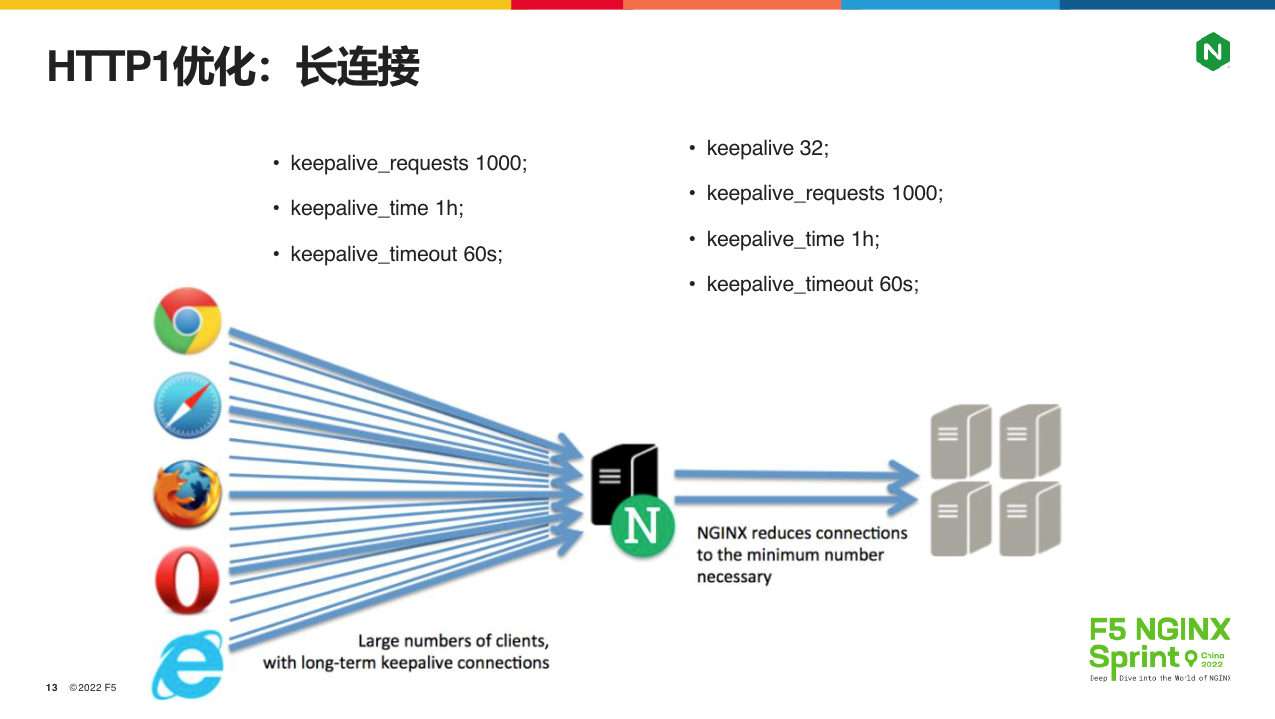 HTTP1优化：长连接
• keepalive_requests 1000;
• keepalive_time 1h;
• keepalive_timeout 60s;
• keepalive 32;
• keepalive_requests 1000;
• keepalive_time 1h;
• keepalive_timeout 60s;
N
NGINX reduces connections
to the minimum number
necessary
Large numbers of clients,
with long-term keepalive connections
F5 NGINX
Sprint China
2022
Deep Dive into the World of NGINX
13 ©2022 F5